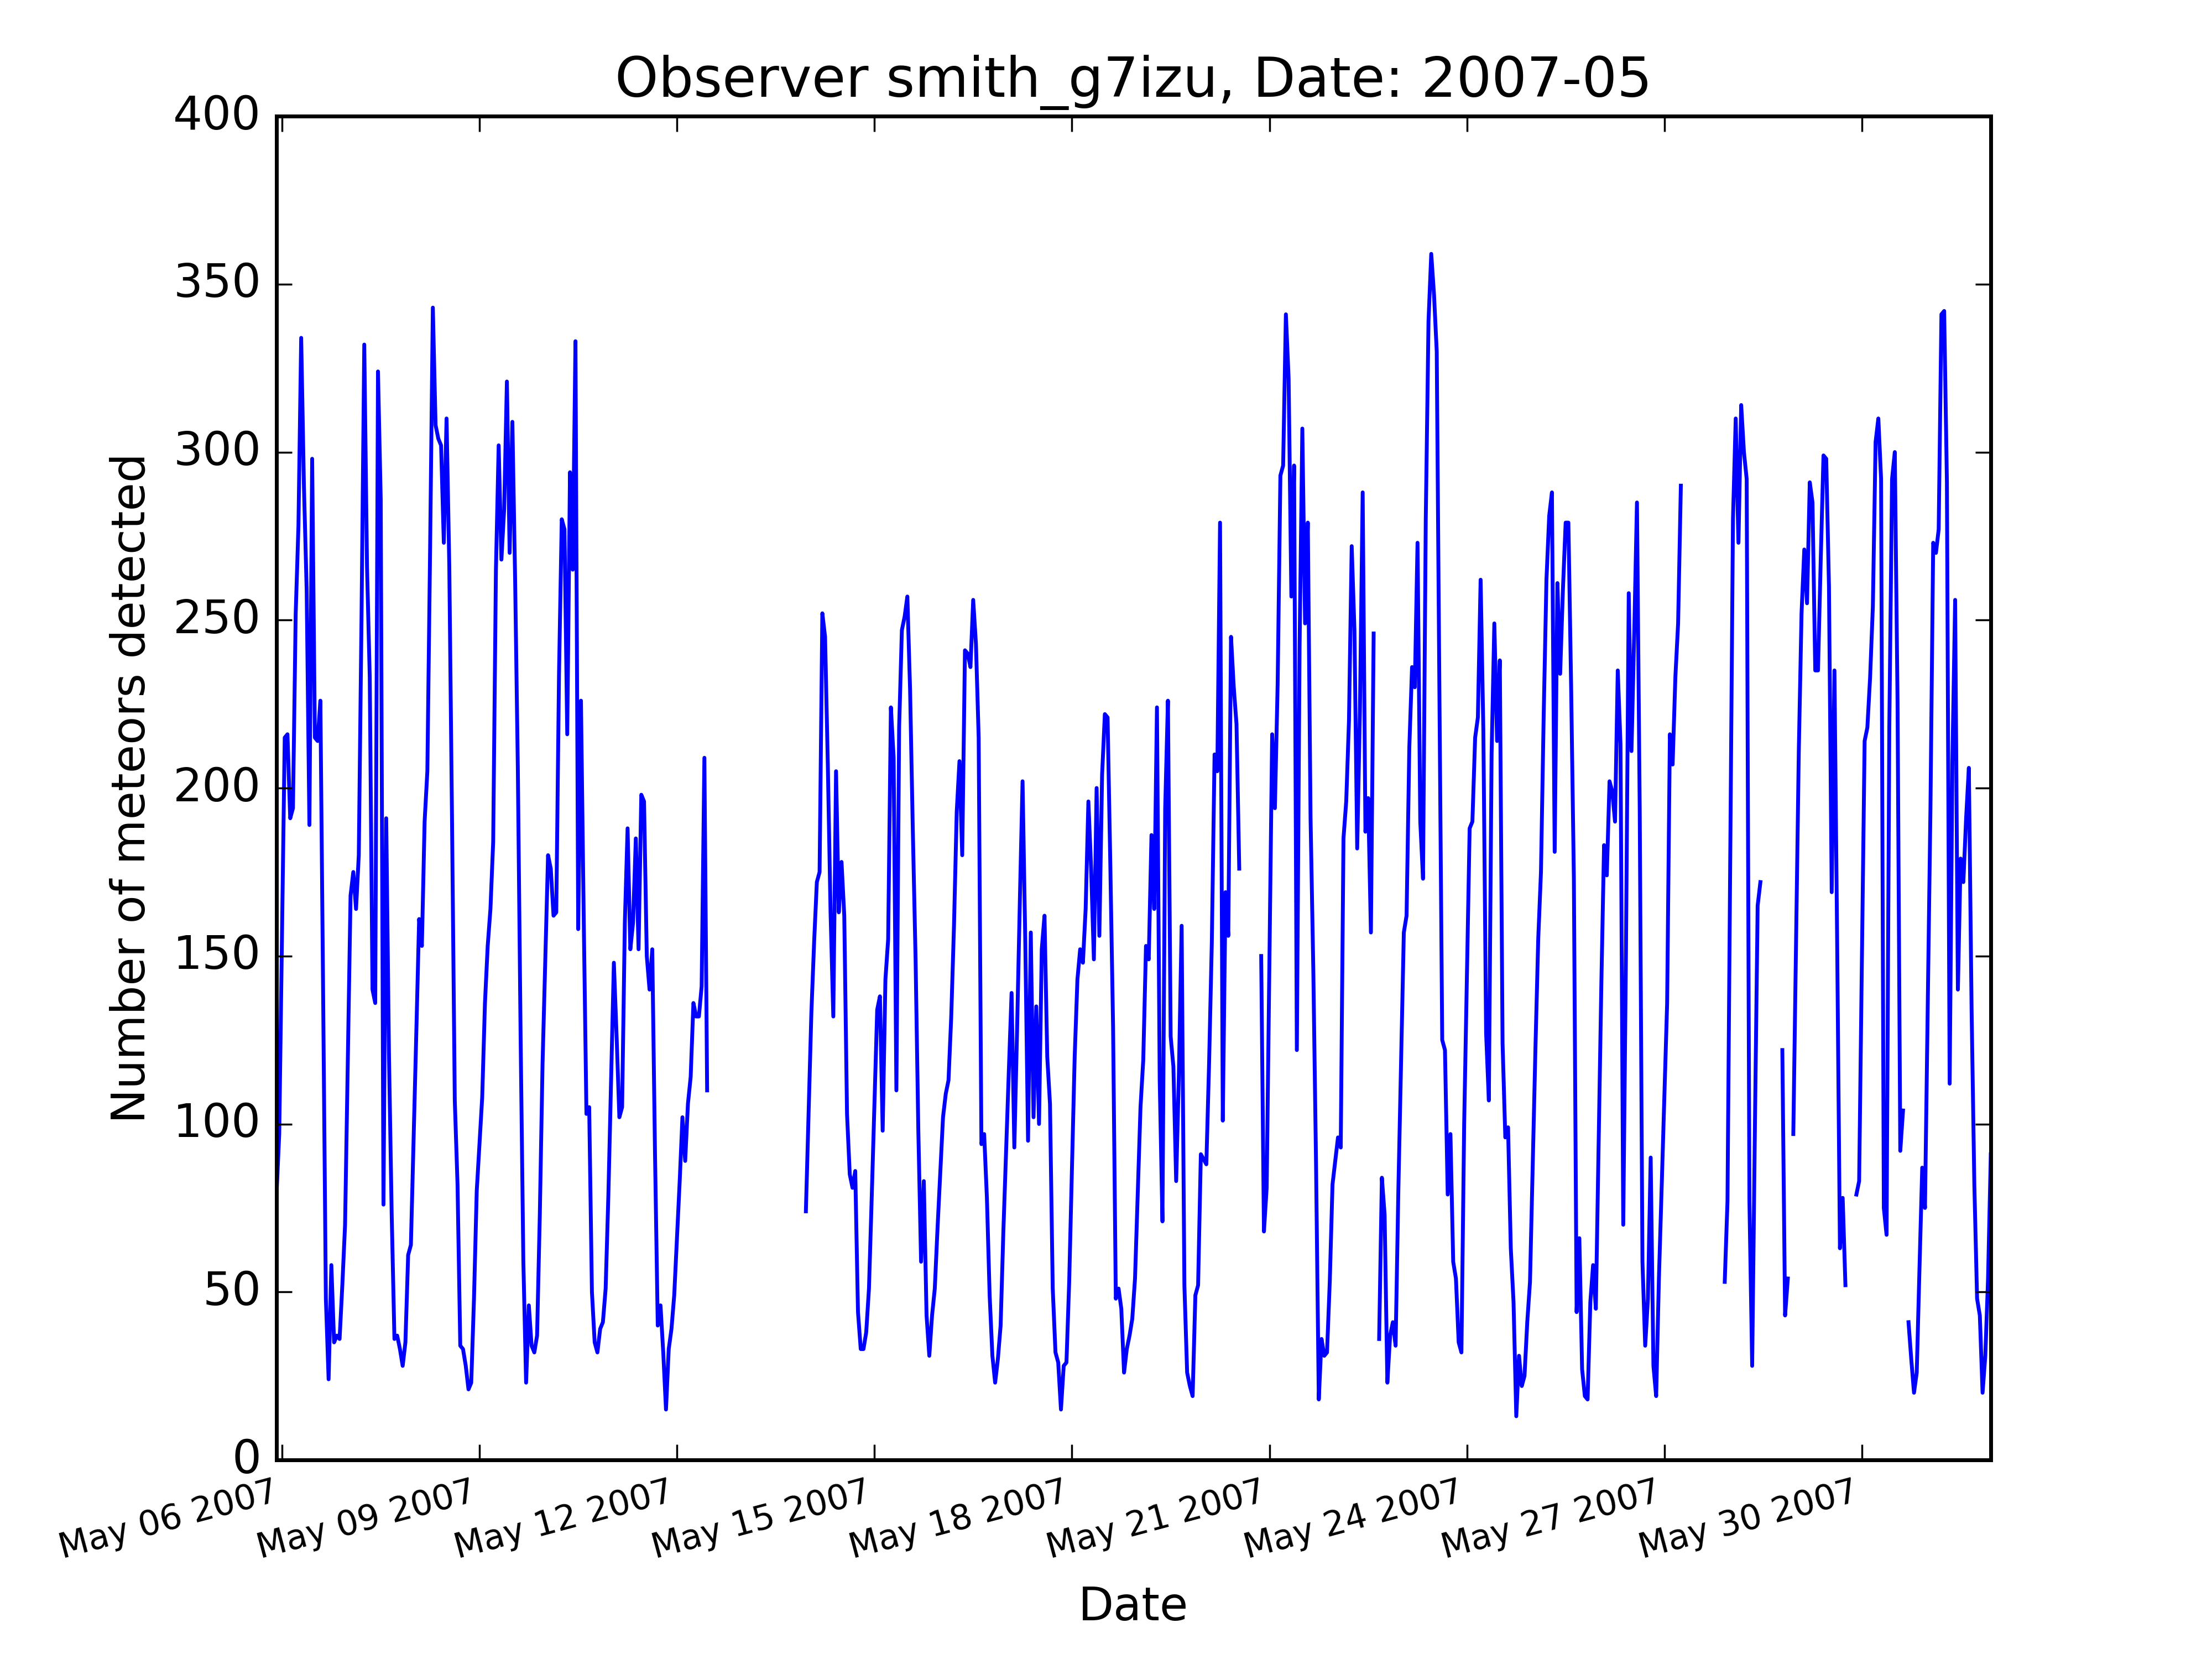 Observer smith_g7izu, Date: 2007-05
Number of meteors detected
400
350
300
250
200
150
100
50
0
May 06 2007
May 09 2007
May 12 2007
May 15 2007
May 18 2007
May 21 2007
May 24 2007
May 27 2007
May 30 2007
Date